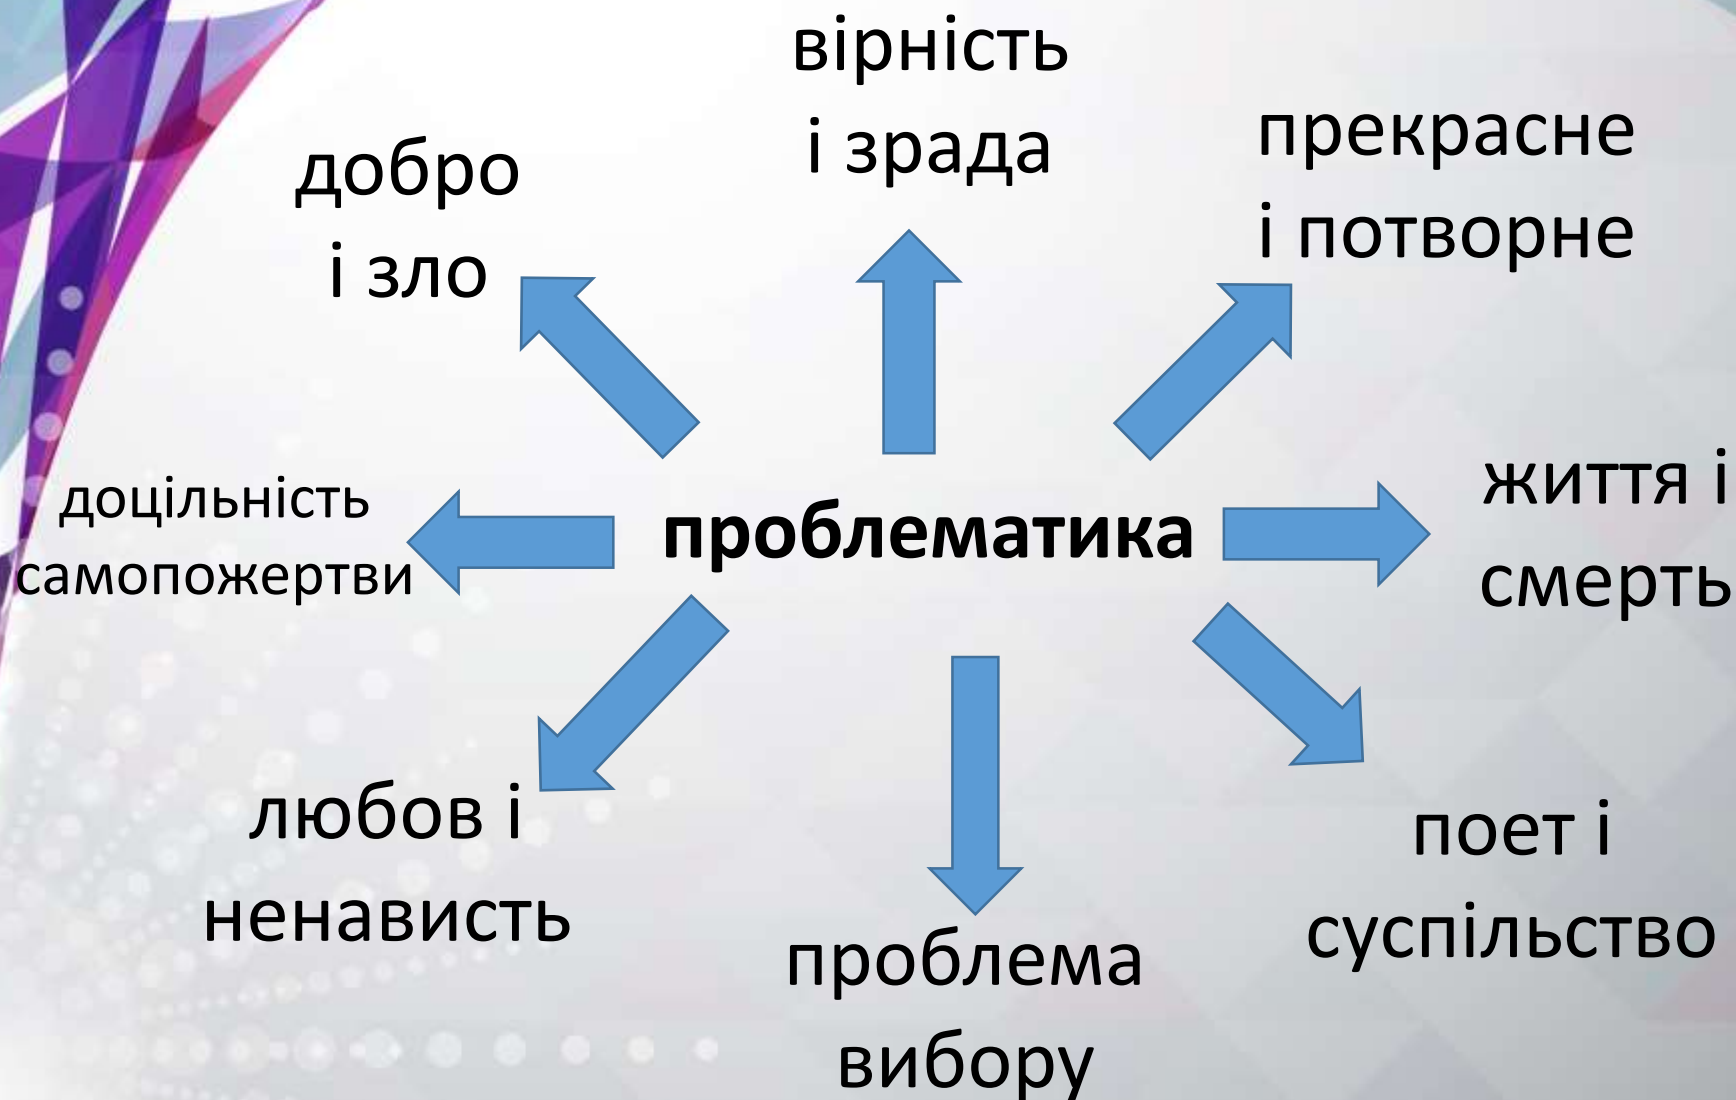 вірність
і зрада
прекрасне
і потворне
добро
і зло
життя і
смерть
доцільність
самопожертви
проблематика
любов і
ненависть
поет і
суспільство
проблема
вибору